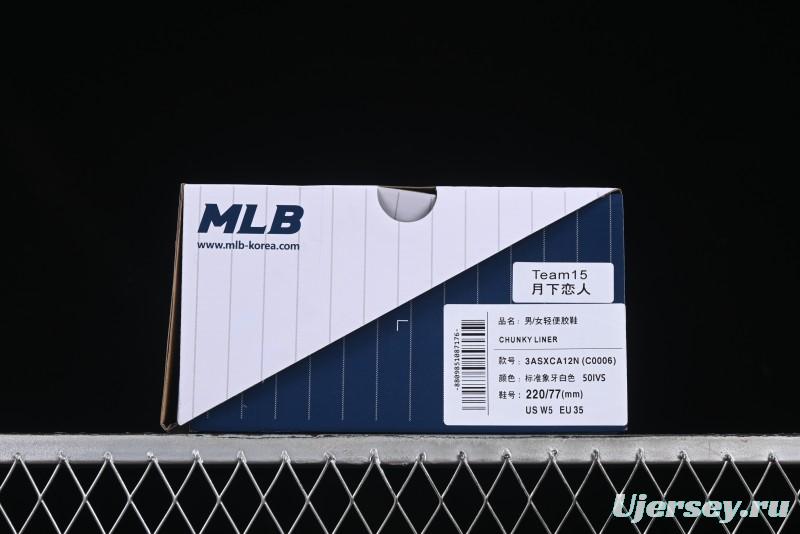 MLB
www.mlb-korea.com
Team15
月下恋人
品名: 男/女轻便胶鞋
CHUNKY LINER
款号: 3ASXCA12N (C0006)
颜色: 标准象牙白色 50IVS
鞋号: 220/77(mm)
US W5 EU 35
-8809851087176-
Ujersey.ru